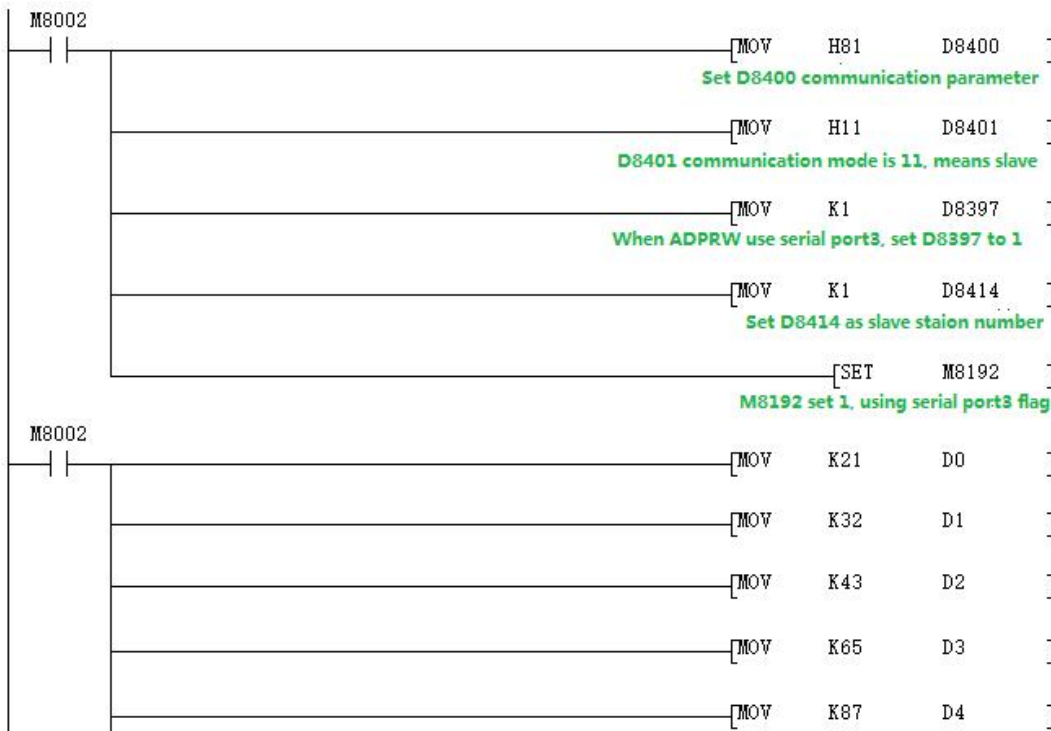 M8002
MOV H81 D8400
Set D8400 communication parameter
MOV H11 D8401
D8401 communication mode is 11, means slave
MOV K1 D8397
When ADPRW use serial port3, set D8397 to 1
MOV K1 D8414
Set D8414 as slave staion number
SET M8192
M8192 set 1, using serial port3 flag
M8002
MOV K21 D0
MOV K32 D1
MOV K43 D2
MOV K65 D3
MOV K87 D4